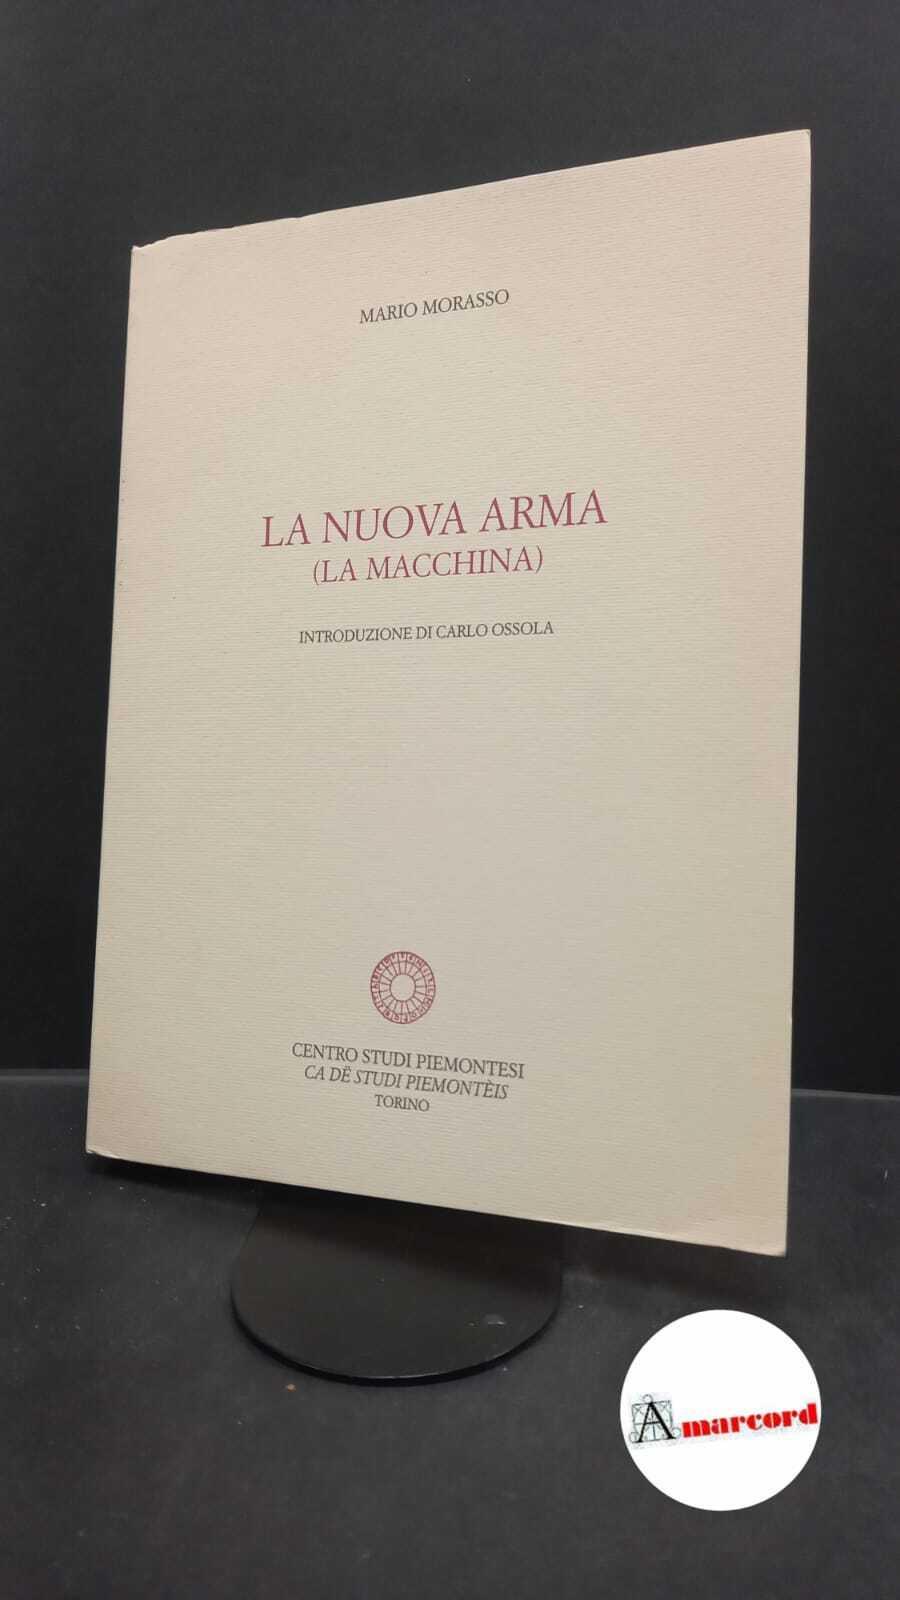 MARIO MORASSO
LA NUOVA ARMA
(LA MACCHINA)
INTRODUZIONE DI CARLO OSSOLA
CENTRO STUDI PIEMONTESI
CA DË STUDI PIEMONTÈIS
TORINO
Amarcord